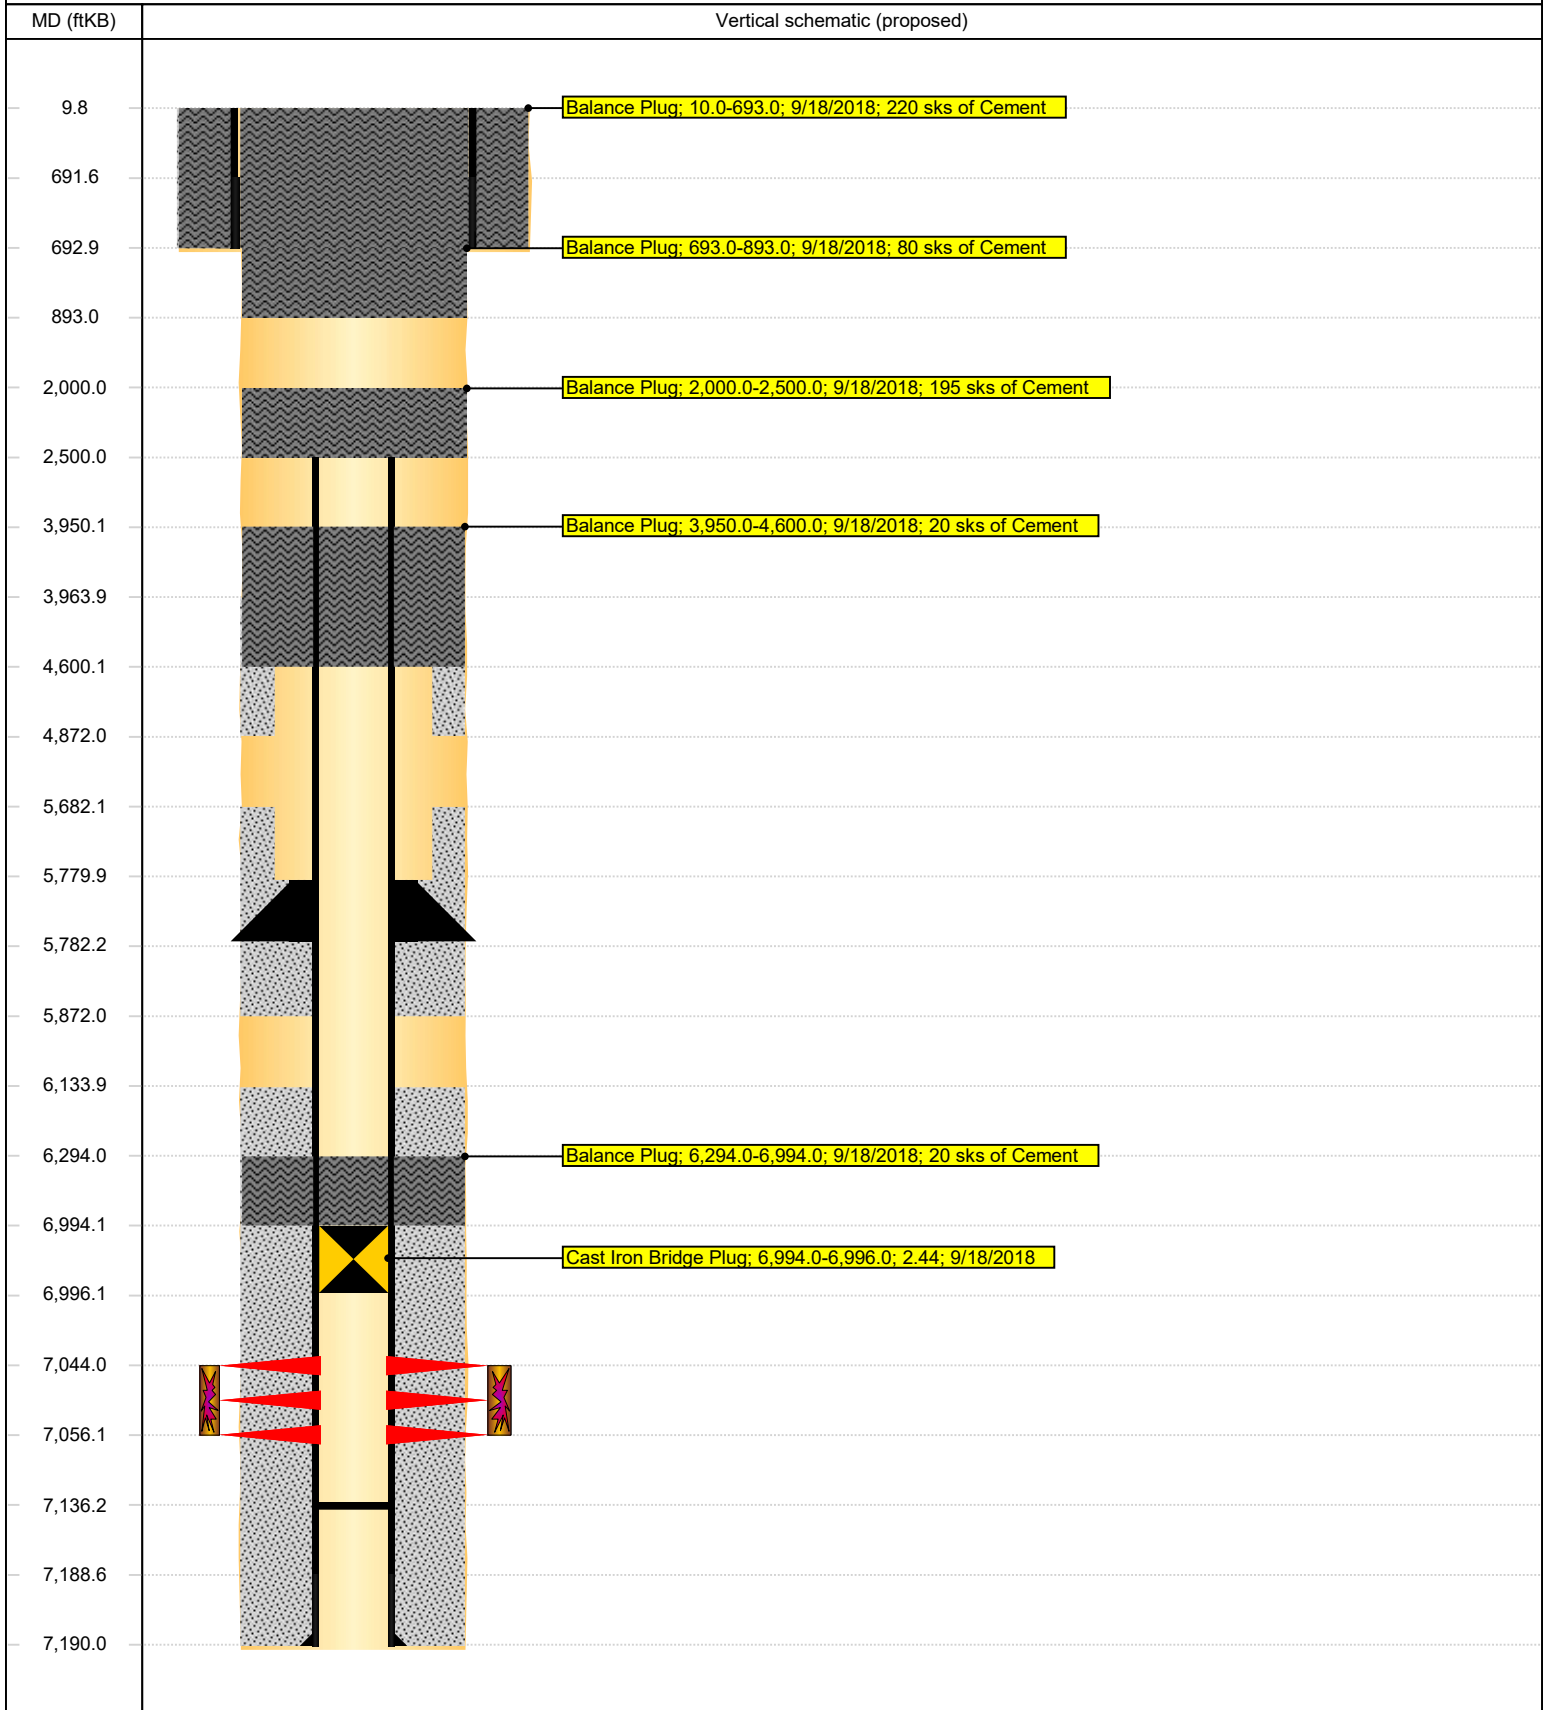 MD (ftKB) Vertical schematic (proposed)
9.8 Balance Plug; 10.0-693.0; 9/18/2018; 220 sks of Cement
691.6
692.9 Balance Plug; 693.0-893.0; 9/18/2018; 80 sks of Cement
893.0
2,000.0 Balance Plug; 2,000.0-2,500.0; 9/18/2018; 195 sks of Cement
2,500.0
3,950.1 Balance Plug; 3,950.0-4,600.0; 9/18/2018; 20 sks of Cement
3,963.9
4,600.1
4,872.0
5,682.1
5,779.9
5,782.2
5,872.0
6,133.9
6,294.0 Balance Plug; 6,294.0-6,994.0; 9/18/2018; 20 sks of Cement
6,994.1
Cast Iron Bridge Plug; 6,994.0-6,996.0; 2.44; 9/18/2018
6,996.1
7,044.0
7,056.1
7,136.2
7,188.6
7,190.0